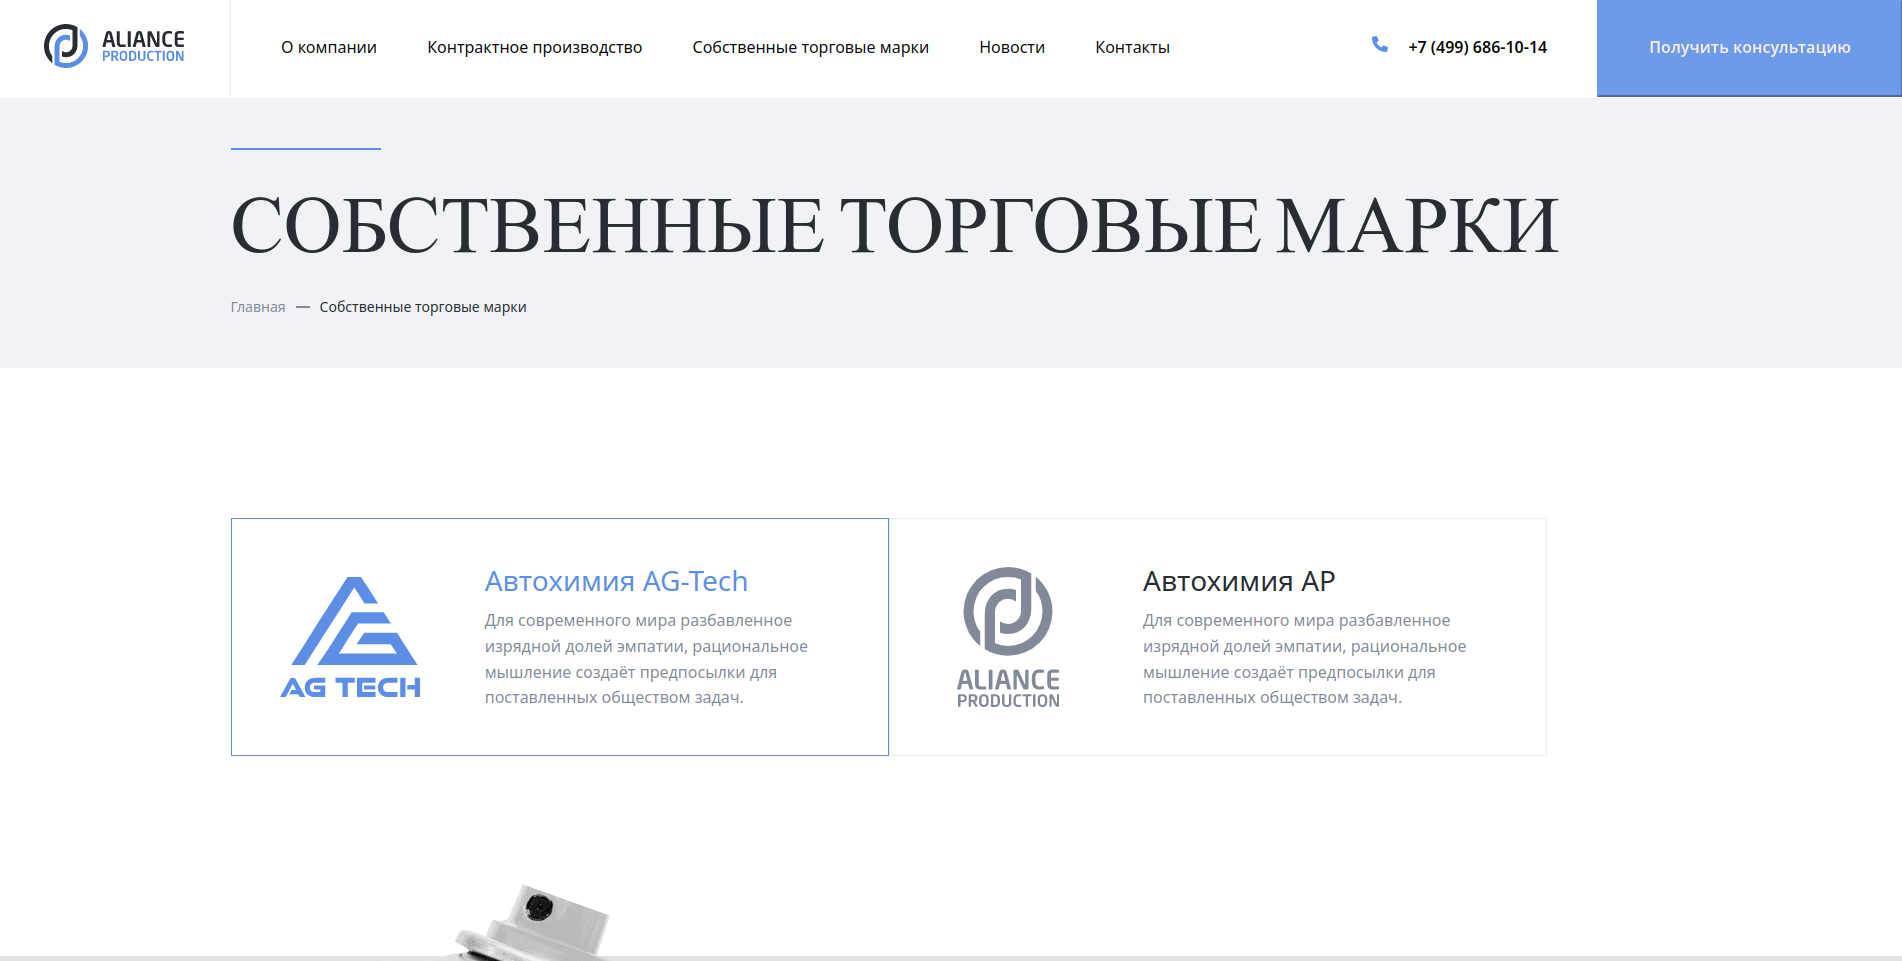 ALIANCE
PRODUCTION
О компании
Контрактное производство
Собственные торговые марки
Новости
Контакты
+7 (499) 686-10-14
Получить консультацию
СОБСТВЕННЫЕ ТОРГОВЫЕ МАРКИ
Главная — Собственные торговые марки
AG TECH
Автохимия AG-Tech
Для современного мира разбавленное
изрядной долей эмпатии, рациональное
мышление создаёт предпосылки для
поставленных обществом задач.
ALIANCE
PRODUCTION
Автохимия AP
Для современного мира разбавленное
изрядной долей эмпатии, рациональное
мышление создаёт предпосылки для
поставленных обществом задач.